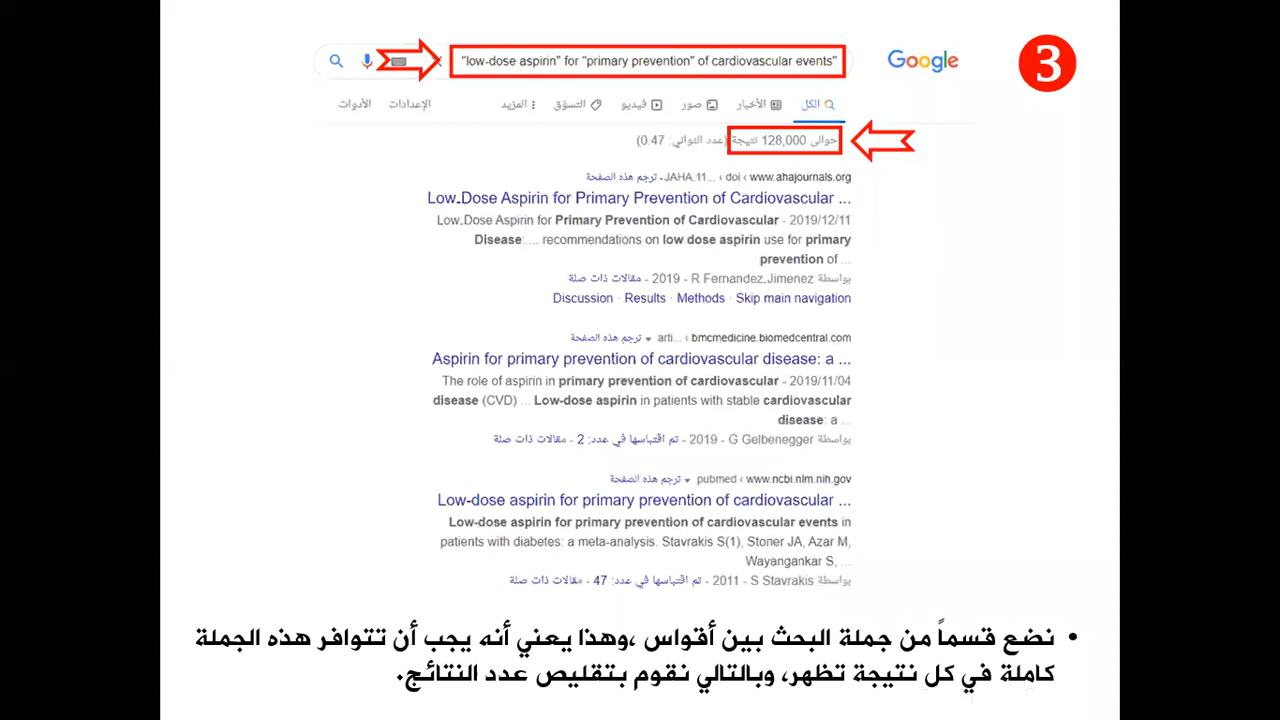 3
Google
"low-dose aspirin" for "primary prevention" of cardiovascular events"
الكل الأخبار صور فيديو التسوّق المزيد الإعدادات الأدوات
حوالى 128,000 نتيجة (عدد الثواني: 0.47)
www.ahajournals.org › doi › JAHA.11... - ترجم هذه الصفحة
Low-Dose Aspirin for Primary Prevention of Cardiovascular ...
Low-Dose Aspirin for Primary Prevention of Cardiovascular - 2019/12/11
Disease: ... recommendations on low dose aspirin use for primary
prevention of ...
بواسطة R Fernandez-Jimenez - 2019 - مقالات ذات صلة
Discussion · Results · Methods · Skip main navigation
bmcmedicine.biomedcentral.com › arti... ترجم هذه الصفحة
Aspirin for primary prevention of cardiovascular disease: a ...
The role of aspirin in primary prevention of cardiovascular - 2019/11/04
disease (CVD) ... Low-dose aspirin in patients with stable cardiovascular
disease: a ...
بواسطة G Gelbenegger - 2019 - تم اقتباسها في عدد: 2 - مقالات ذات صلة
www.ncbi.nlm.nih.gov › pubmed ترجم هذه الصفحة
Low-dose aspirin for primary prevention of cardiovascular ...
Low-dose aspirin for primary prevention of cardiovascular events in
patients with diabetes: a meta-analysis. Stavrakis S(1), Stoner JA, Azar M,
Wayangankar S, ...
بواسطة S Stavrakis - 2011 - تم اقتباسها في عدد: 47 - مقالات ذات صلة
• نضع قسماً من جملة البحث بين أقواس ،وهذا يعني أنه يجب أن تتوافر هذه الجملة
كاملة في كل نتيجة تظهر، وبالتالي نقوم بتقليص عدد النتائج.